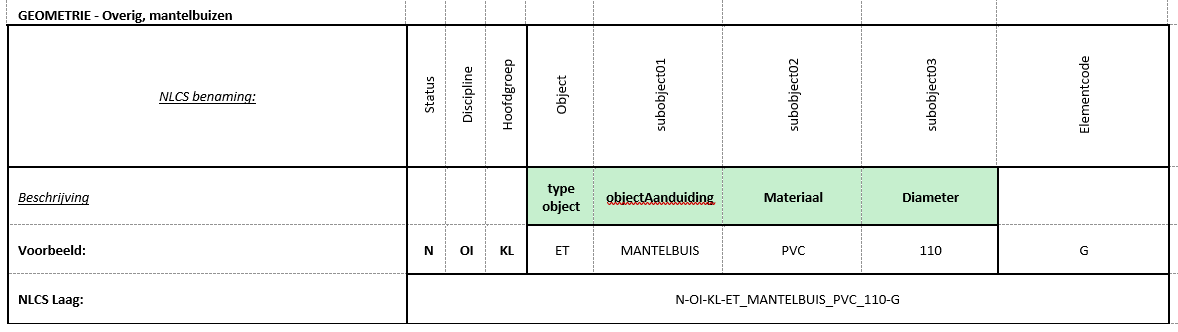 GEOMETRIE - Overig, mantelbuizen
NLCS benaming:
Status
Discipline
Hoofdgroep
Object
subobject01
subobject02
subobject03
Elementcode
Beschrijving
type
object
objectAanduiding
Materiaal
Diameter
Voorbeeld:
N
OI
KL
ET
MANTELBUIS
PVC
110
G
NLCS Laag:
N-OI-KL-ET_MANTELBUIS_PVC_110-G